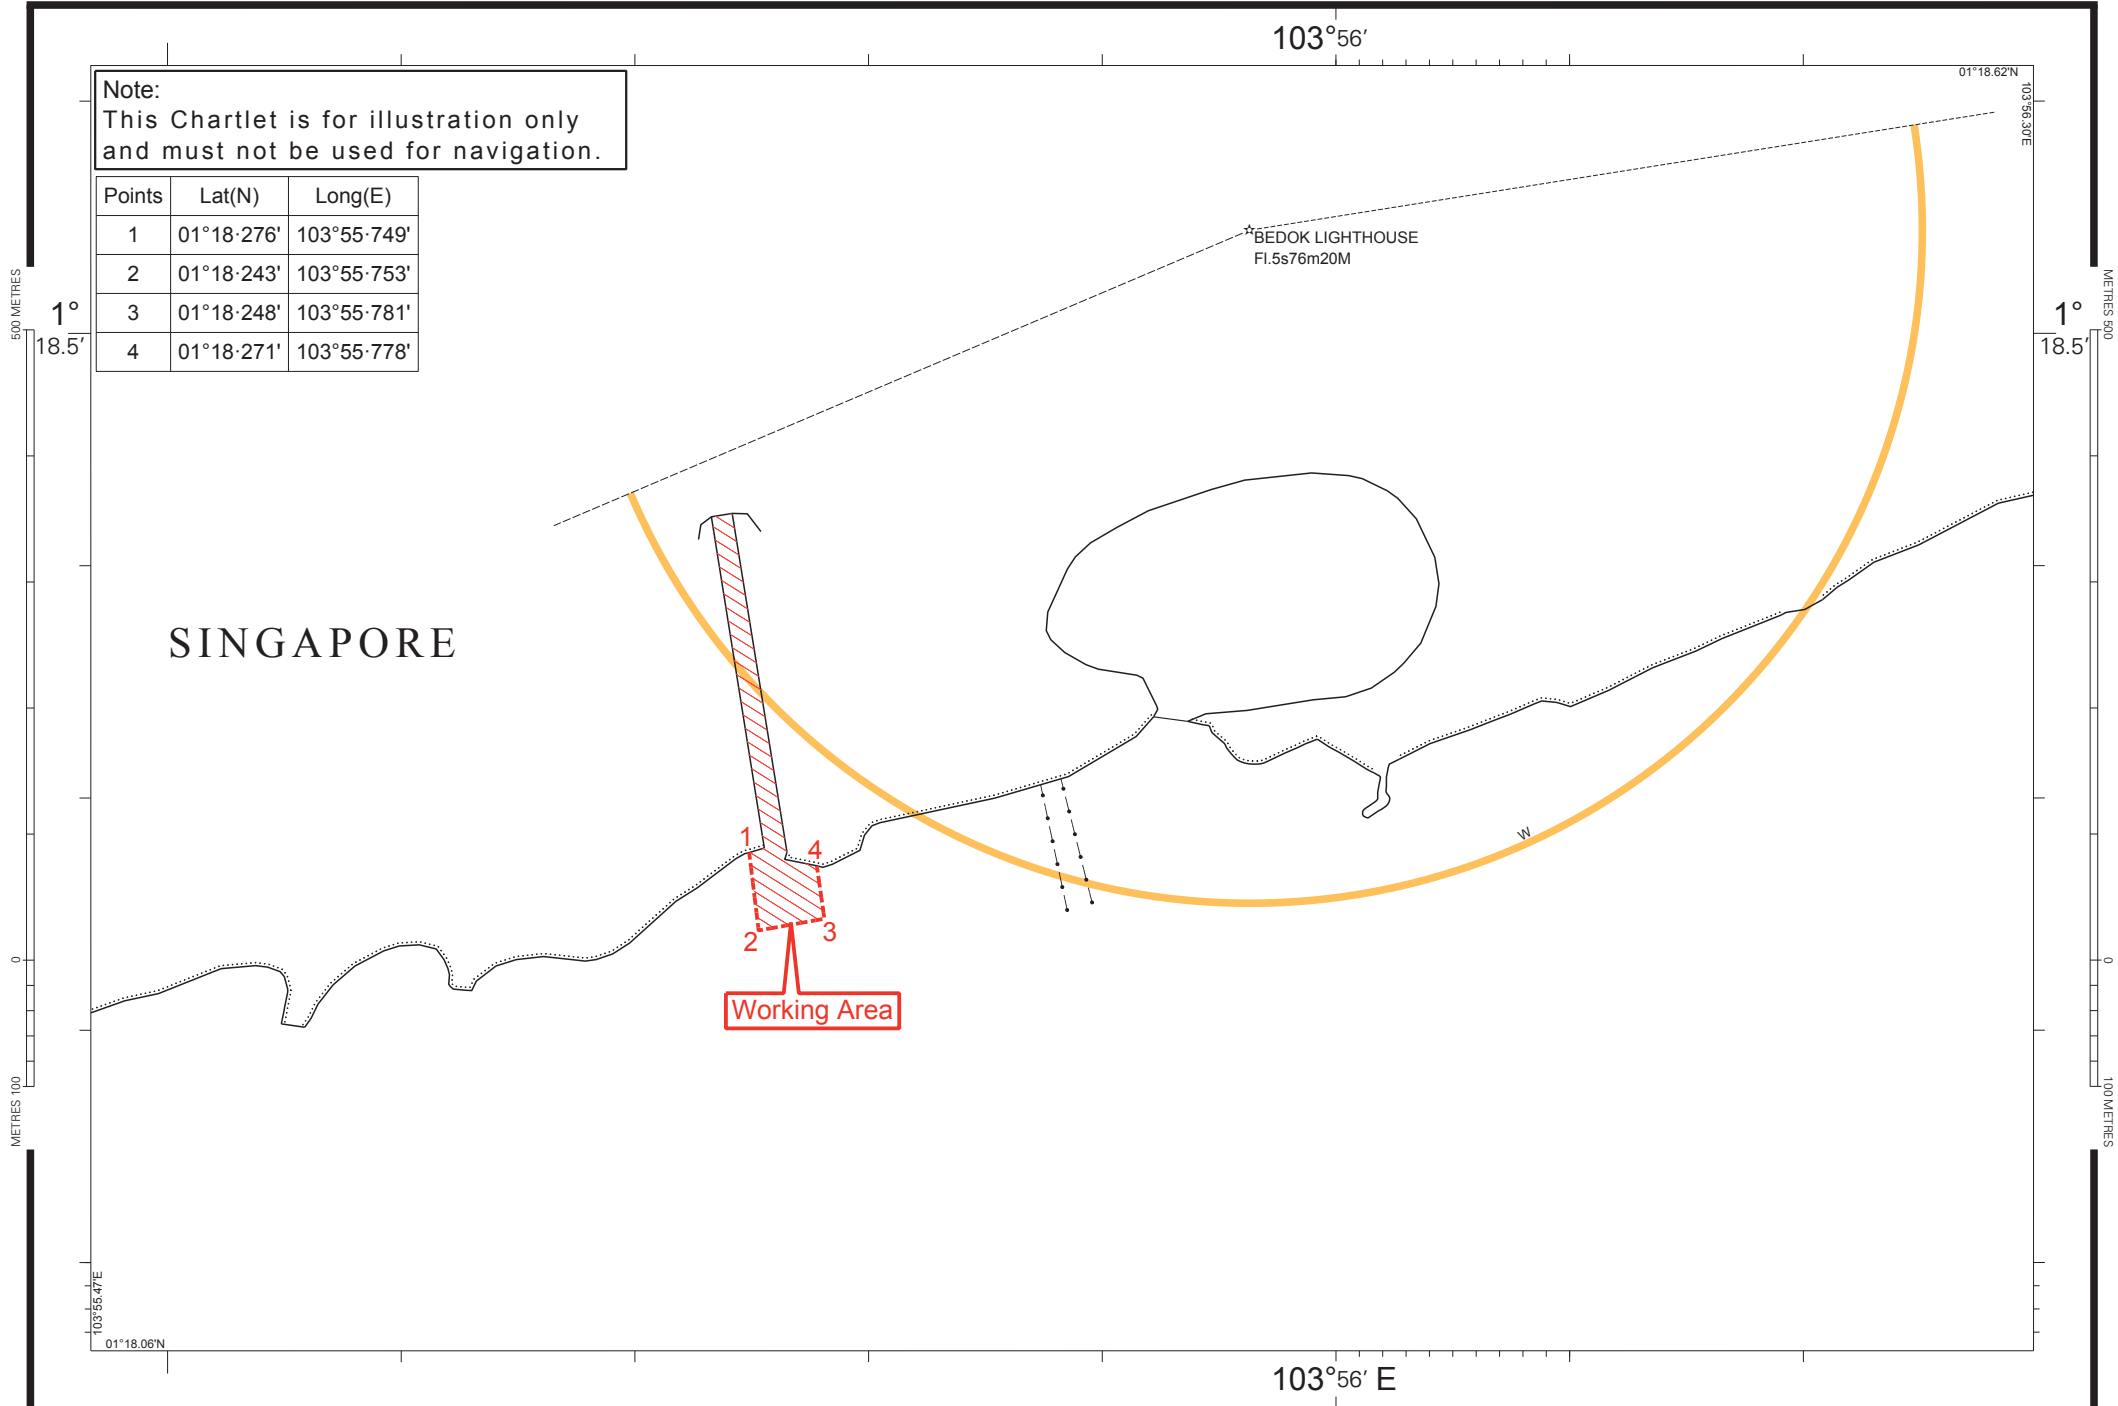 103°56′
01°18.62'N
103°56.30'E
Note:
This Chartlet is for illustration only
and must not be used for navigation.
Points Lat(N) Long(E)
1 01°18·276' 103°55·749'
2 01°18·243' 103°55·753'
3 01°18·248' 103°55·781'
4 01°18·271' 103°55·778'
BEDOK LIGHTHOUSE
Fl.5s76m20M
500 METRES
METRES 500
1°
18.5′
1°
18.5′
SINGAPORE
W
1
4
2
3
Working Area
0
0
METRES 100
100 METRES
103°55.47'E
01°18.06'N
103°56′ E